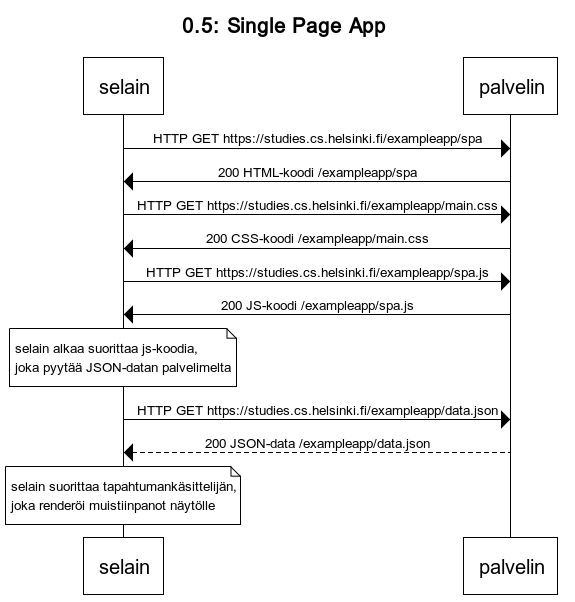 0.5: Single Page App
selain
palvelin
HTTP GET https://studies.cs.helsinki.fi/exampleapp/spa
200 HTML-koodi /exampleapp/spa
HTTP GET https://studies.cs.helsinki.fi/exampleapp/main.css
200 CSS-koodi /exampleapp/main.css
HTTP GET https://studies.cs.helsinki.fi/exampleapp/spa.js
200 JS-koodi /exampleapp/spa.js
selain alkaa suorittaa js-koodia,
joka pyytää JSON-datan palvelimelta
HTTP GET https://studies.cs.helsinki.fi/exampleapp/data.json
200 JSON-data /exampleapp/data.json
selain suorittaa tapahtumankäsittelijän,
joka renderöi muistiinpanot näytölle
selain
palvelin